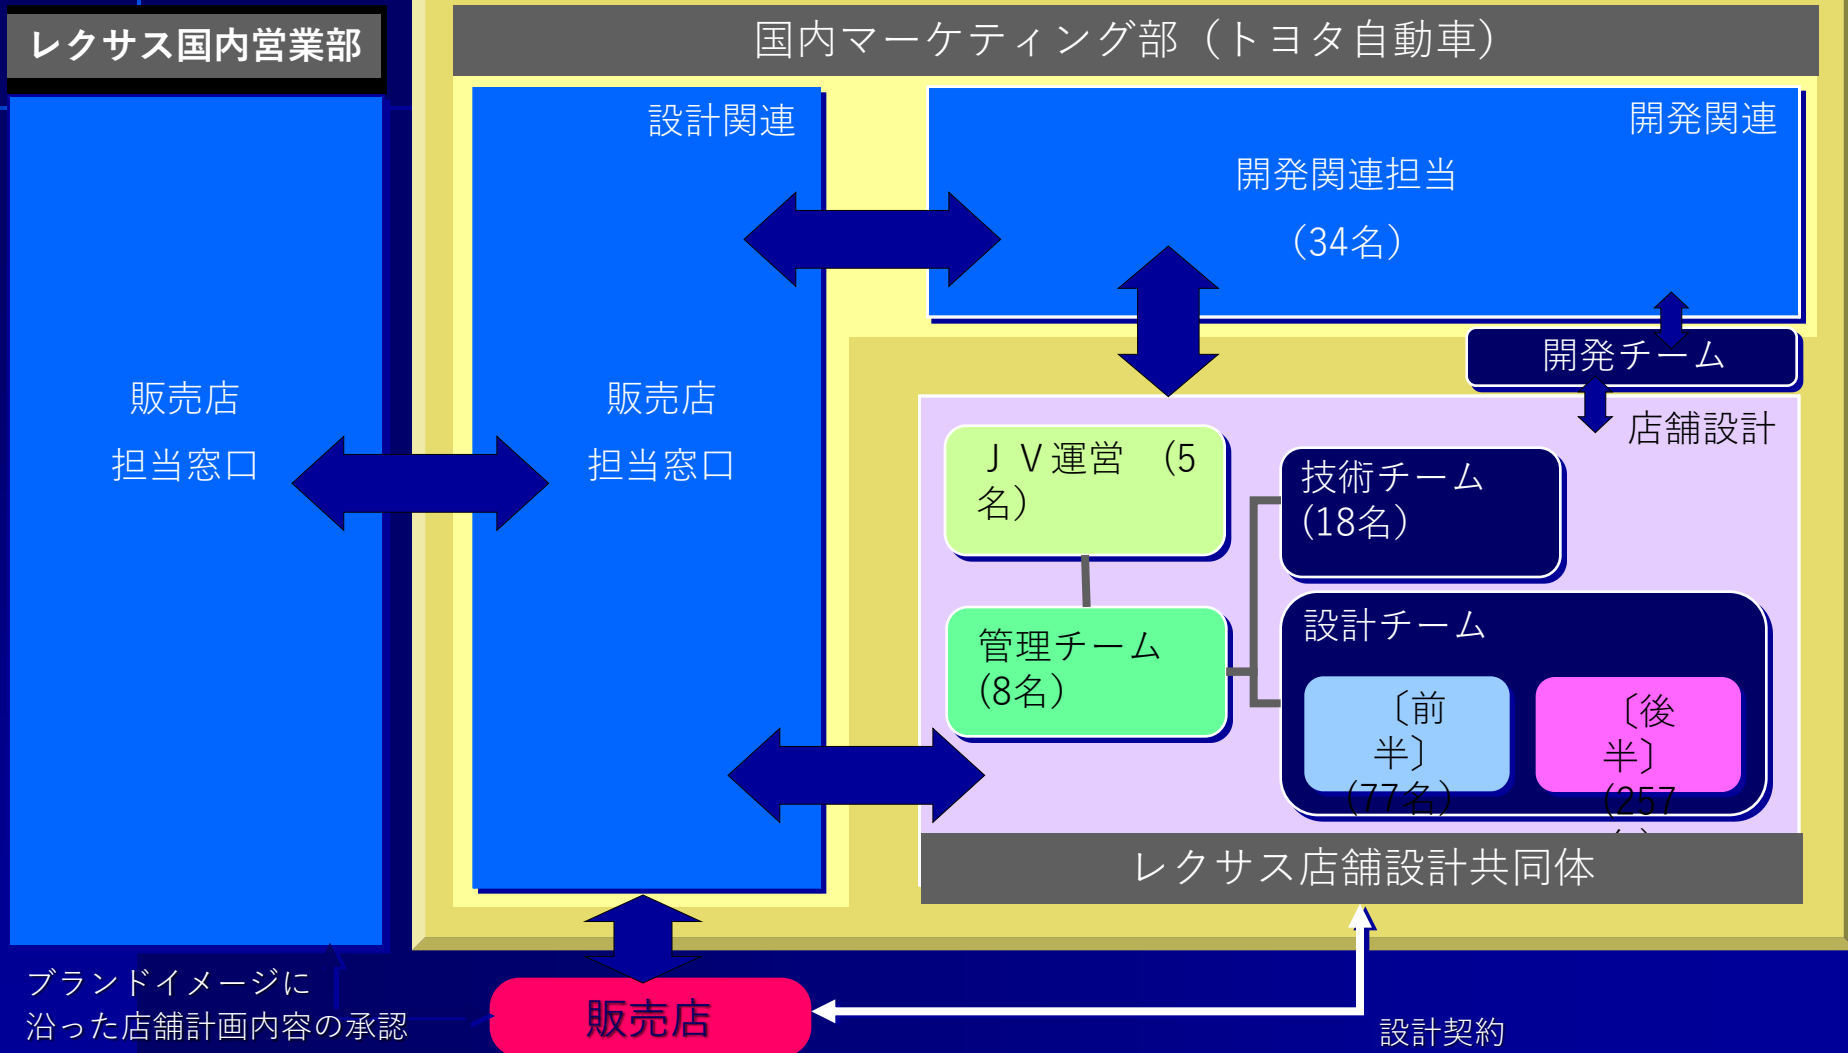 レクサス国内営業部
国内マーケティング部（トヨタ自動車）
設計関連
開発関連
開発関連担当
（34名）
販売店
担当窓口
販売店
担当窓口
開発チーム
店舗設計
ＪＶ運営　（5
名）
技術チーム
（18名）
管理チーム
（8名）
設計チーム
〔前
半〕
（77名）
〔後
半〕
（257
レクサス店舗設計共同体
ブランドイメージに
沿った店舗計画内容の承認
販売店
設計契約